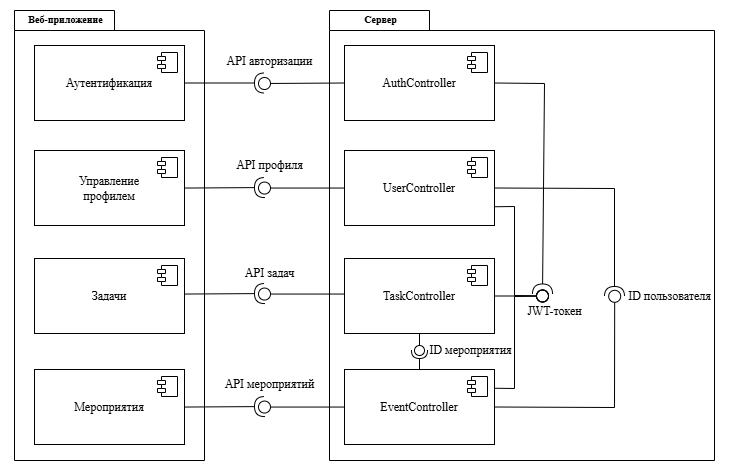 Веб-приложение
Сервер
Аутентификация
API авторизации
AuthController
Управление
профилем
API профиля
UserController
Задачи
API задач
TaskController
JWT-токен
ID пользователя
ID мероприятия
Мероприятия
API мероприятий
EventController